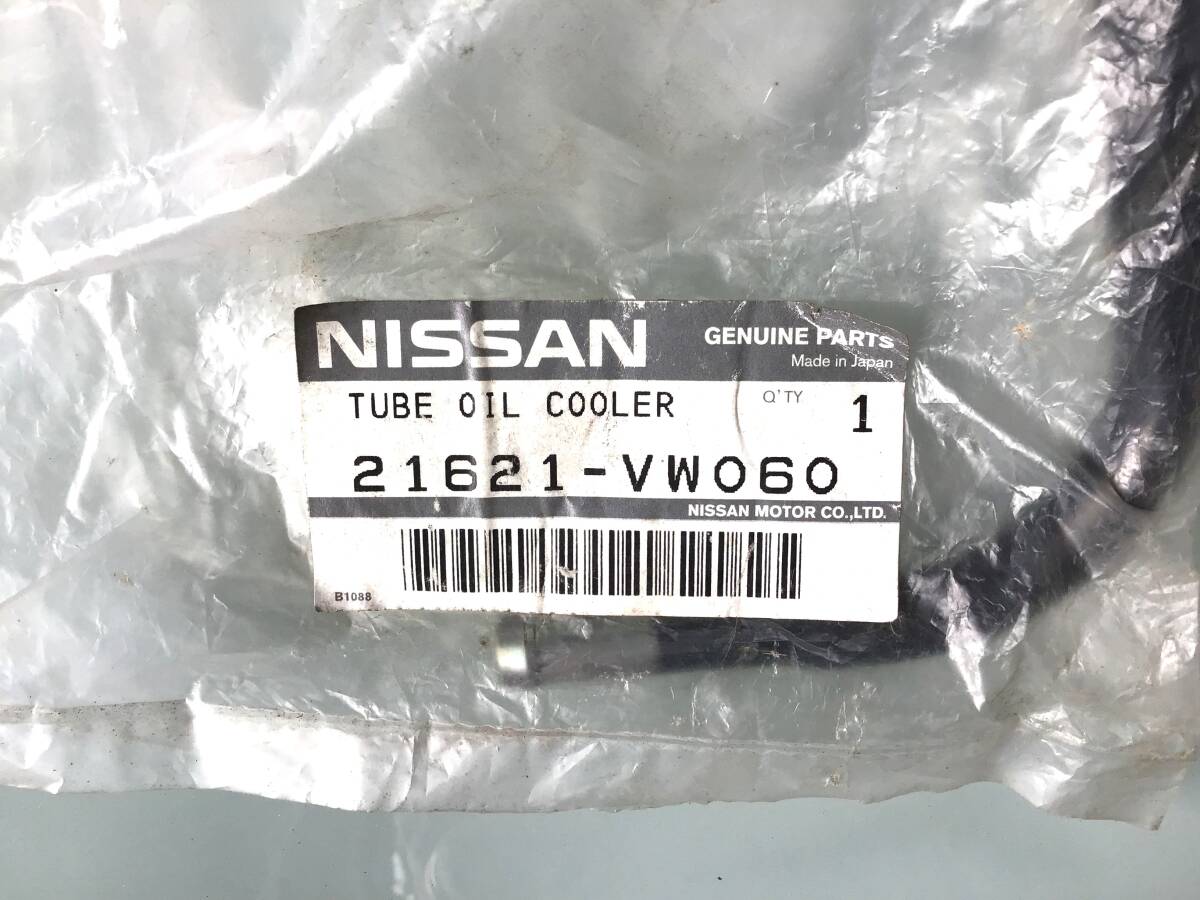 NISSAN GENUINE PARTS
Made in Japan
TUBE OIL COOLER Q'TY 1
21621-VW060
NISSAN MOTOR CO.,LTD.
B1088